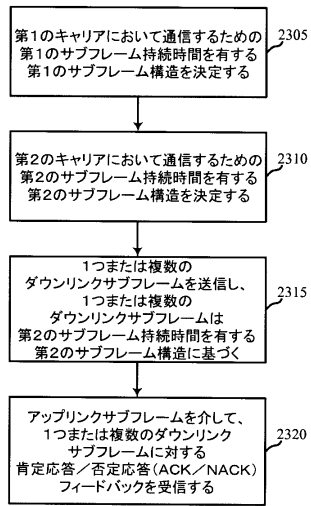 第1のキャリアにおいて通信するための
第1のサブフレーム持続時間を有する
第1のサブフレーム構造を決定する
2305
第2のキャリアにおいて通信するための
第2のサブフレーム持続時間を有する
第2のサブフレーム構造を決定する
2310
1つまたは複数の
ダウンリンクサブフレームを送信し、
1つまたは複数の
ダウンリンクサブフレームは
第2のサブフレーム持続時間を有する
第2のサブフレーム構造に基づく
2315
アップリンクサブフレームを介して、
1つまたは複数のダウンリンク
サブフレームに対する
肯定応答/否定応答(ACK/NACK)
フィードバックを受信する
2320